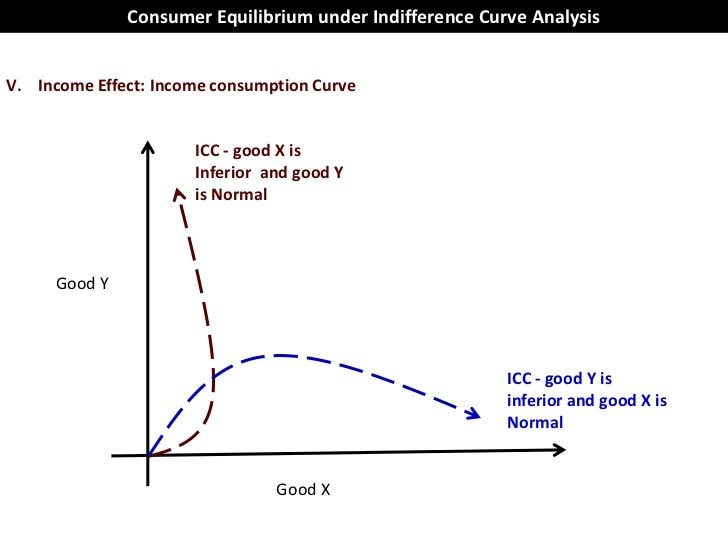 Consumer Equilibrium under Indifference Curve Analysis
V. Income Effect: Income consumption Curve
ICC - good X is
Inferior and good Y
is Normal
Good Y
ICC - good Y is
inferior and good X is
Normal
Good X